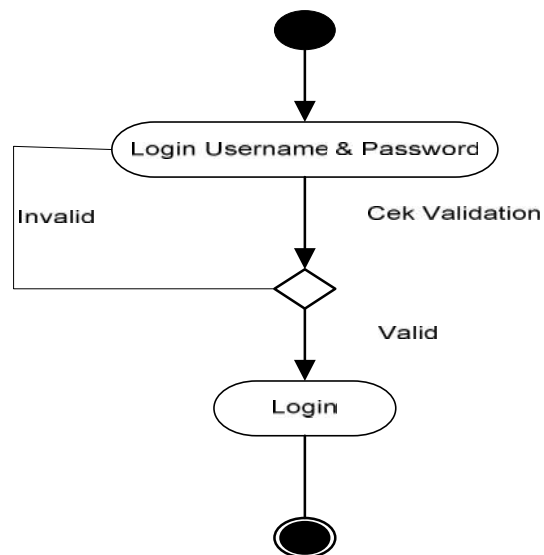 Login Username & Password
Invalid
Cek Validation
Valid
Login